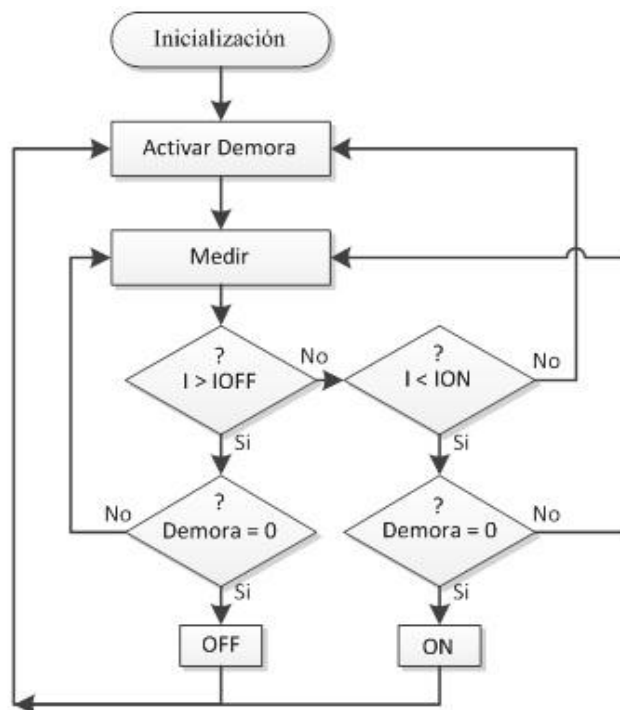 Inicialización
Activar Demora
Medir
?
I > IOFF
No
?
I < ION
No
Si
Si
No
?
Demora = 0
?
Demora = 0
No
Si
Si
OFF
ON